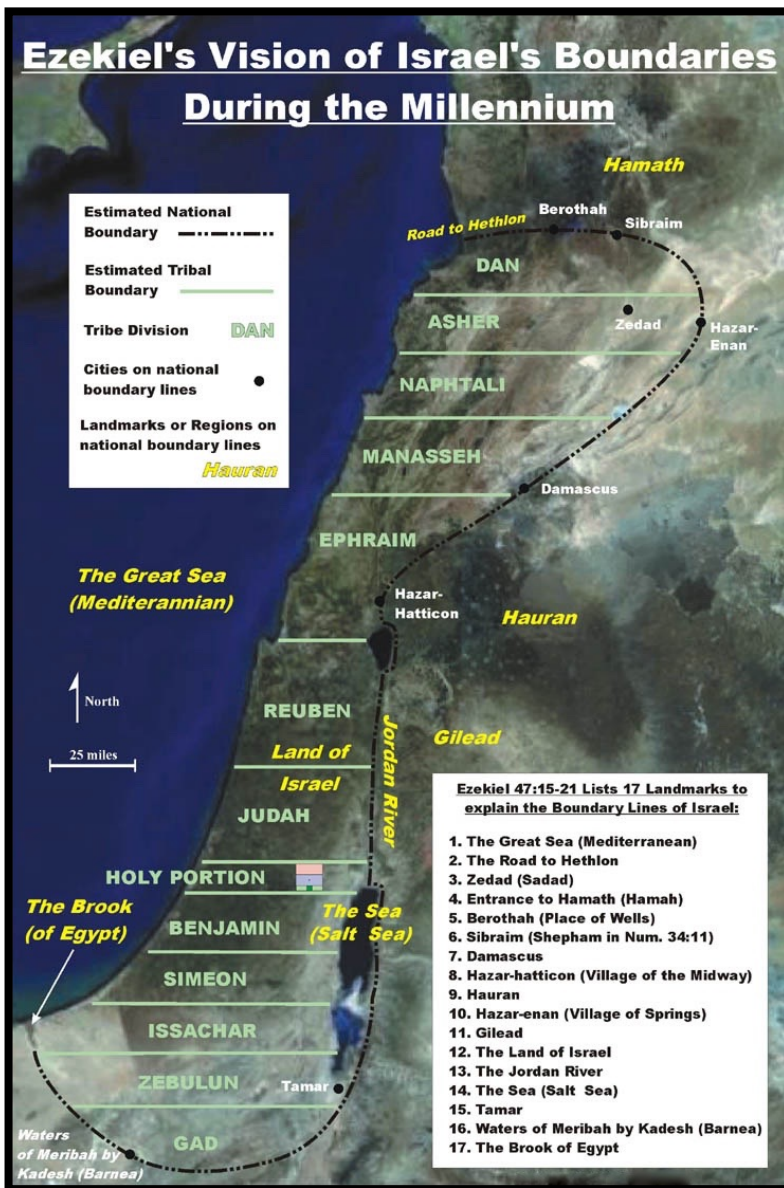 Ezekiel's Vision of Israel's Boundaries
During the Millennium
Estimated National
Boundary
Estimated Tribal
Boundary
Tribe Division DAN
Cities on national
boundary lines
Landmarks or Regions on
national boundary lines
Hauran
Hamath
Road to Hethlon
Berothah
Sibraim
DAN
ASHER
Zedad
Hazar-
Enan
NAPHTALI
MANASSEH
Damascus
EPHRAIM
The Great Sea
(Mediterannian)
Hazar-
Hatticon
Hauran
North
25 miles
REUBEN
Land of
Israel
Jordan River
Gilead
JUDAH
HOLY PORTION
The Brook
(of Egypt)
BENJAMIN
The Sea
(Salt Sea)
SIMEON
ISSACHAR
ZEBULUN
Tamar
GAD
Waters
of Meribah by
Kadesh (Barnea)
Ezekiel 47:15-21 Lists 17 Landmarks to
explain the Boundary Lines of Israel:
1. The Great Sea (Mediterranean)
2. The Road to Hethlon
3. Zedad (Sadad)
4. Entrance to Hamath (Hamah)
5. Berothah (Place of Wells)
6. Sibraim (Shepham in Num. 34:11)
7. Damascus
8. Hazar-hatticon (Village of the Midway)
9. Hauran
10. Hazar-enan (Village of Springs)
11. Gilead
12. The Land of Israel
13. The Jordan River
14. The Sea (Salt Sea)
15. Tamar
16. Waters of Meribah by Kadesh (Barnea)
17. The Brook of Egypt